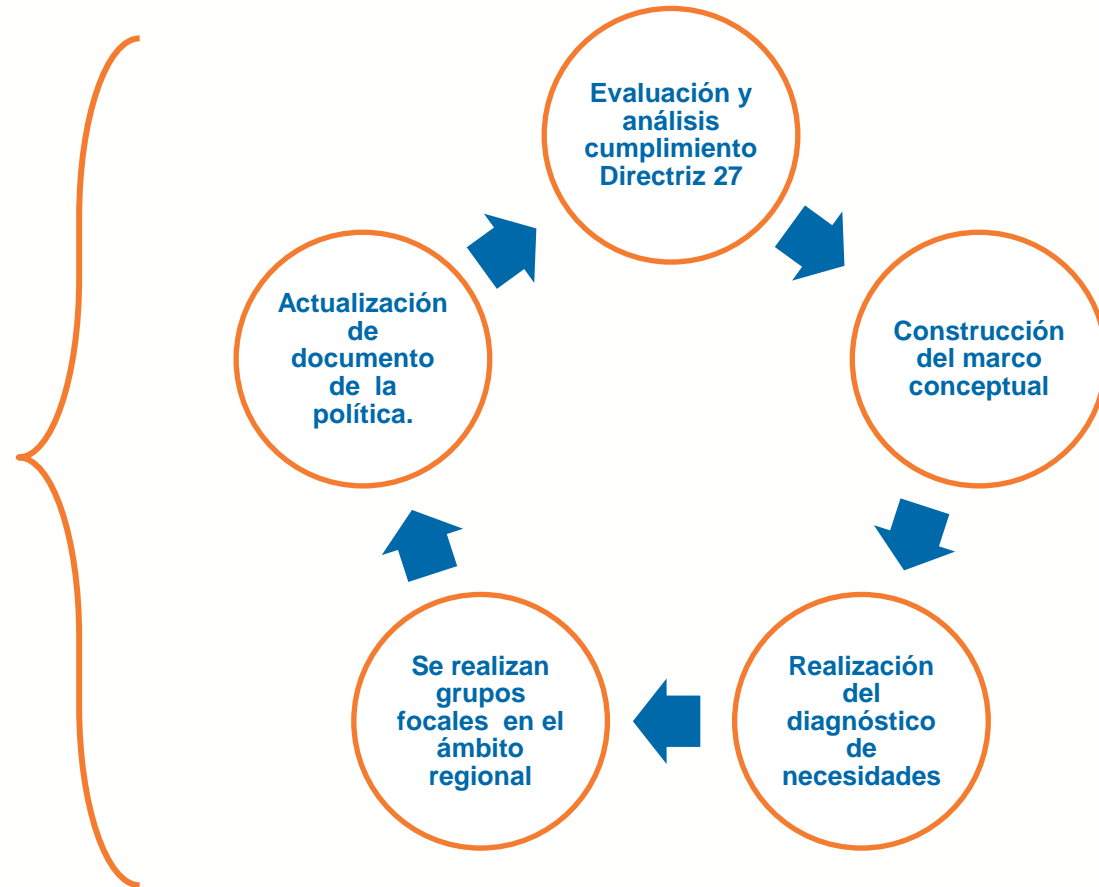 Evaluación y
análisis
cumplimiento
Directriz 27
Construcción
del marco
conceptual
Realización
del
diagnóstico
de
necesidades
Se realizan
grupos
focales en el
ámbito
regional
Actualización
de
documento
de la
política.